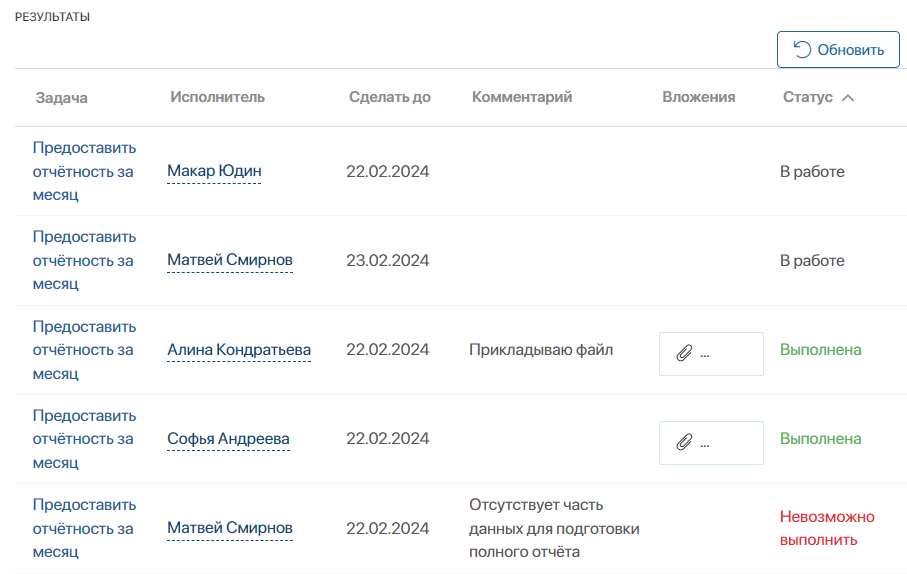 РЕЗУЛЬТАТЫ
Обновить
Задача Исполнитель Сделать до Комментарий Вложения Статус
Предоставить
отчётность за
месяц
Макар Юдин
22.02.2024
В работе
Предоставить
отчётность за
месяц
Матвей Смирнов
23.02.2024
В работе
Предоставить
отчётность за
месяц
Алина Кондратьева
22.02.2024
Прикладываю файл
...
Выполнена
Предоставить
отчётность за
месяц
Софья Андреева
22.02.2024
...
Выполнена
Предоставить
отчётность за
месяц
Матвей Смирнов
22.02.2024
Отсутствует часть
данных для подготовки
полного отчёта
Невозможно
выполнить